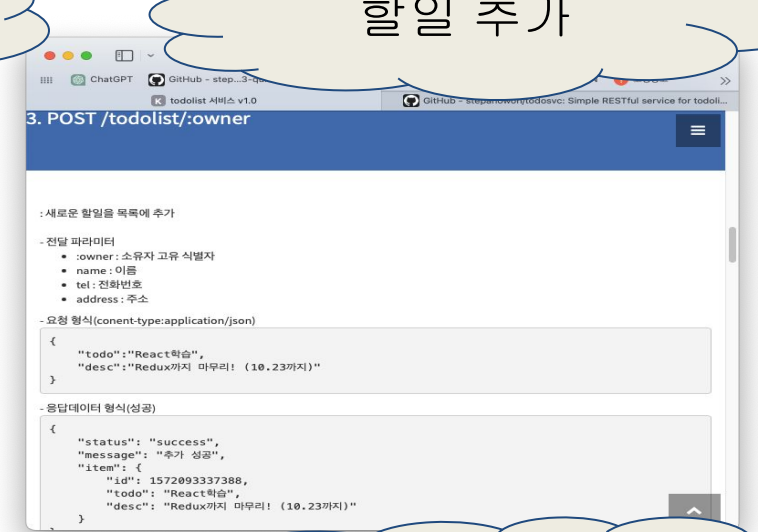 할일 추가
ChatGPT
GitHub - step...3-qu
K todolist 서비스 v1.0
GitHub - stepanowon/todosvc: Simple RESTful service for todoli...
3. POST /todolist/:owner
: 새로운 할일을 목록에 추가
- 전달 파라미터
• :owner : 소유자 고유 식별자
• name : 이름
• tel : 전화번호
• address : 주소
- 요청 형식(conent-type:application/json)
{
"todo":"React학습",
"desc":"Redux까지 마무리! (10.23까지)"
}
- 응답데이터 형식(성공)
{
"status": "success",
"message": "추가 성공",
"item": {
"id": 1572093337388,
"todo": "React학습",
"desc": "Redux까지 마무리! (10.23까지)"
}